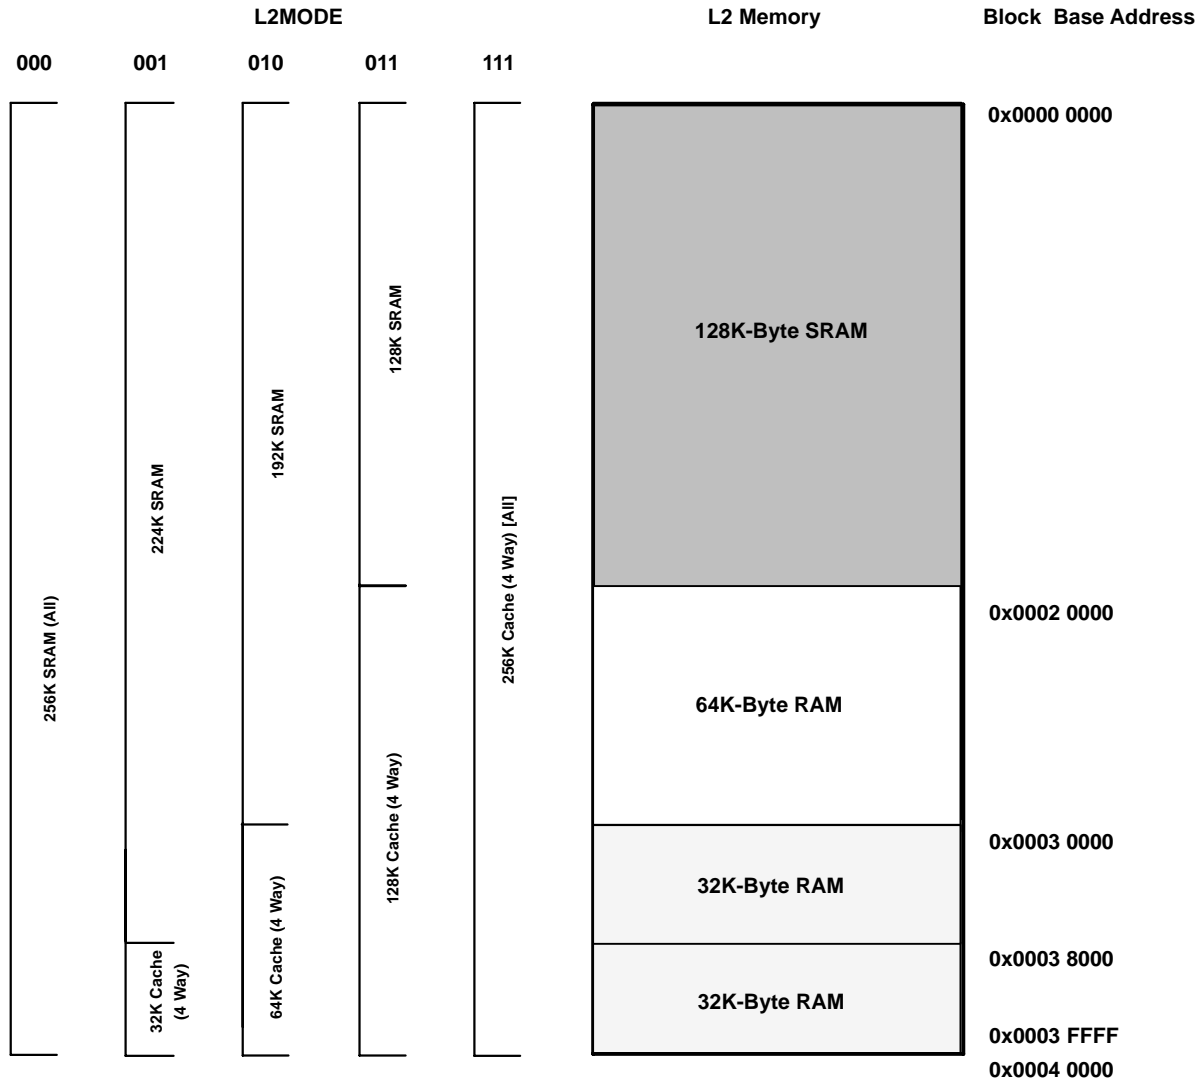 L2MODE
L2 Memory
Block Base Address
000
001
010
011
111
256K SRAM (All)
224K SRAM
32K Cache
(4 Way)
192K SRAM
64K Cache (4 Way)
128K SRAM
128K Cache (4 Way)
256K Cache (4 Way) [All]
128K-Byte SRAM
64K-Byte RAM
32K-Byte RAM
32K-Byte RAM
0x0000 0000
0x0002 0000
0x0003 0000
0x0003 8000
0x0003 FFFF
0x0004 0000